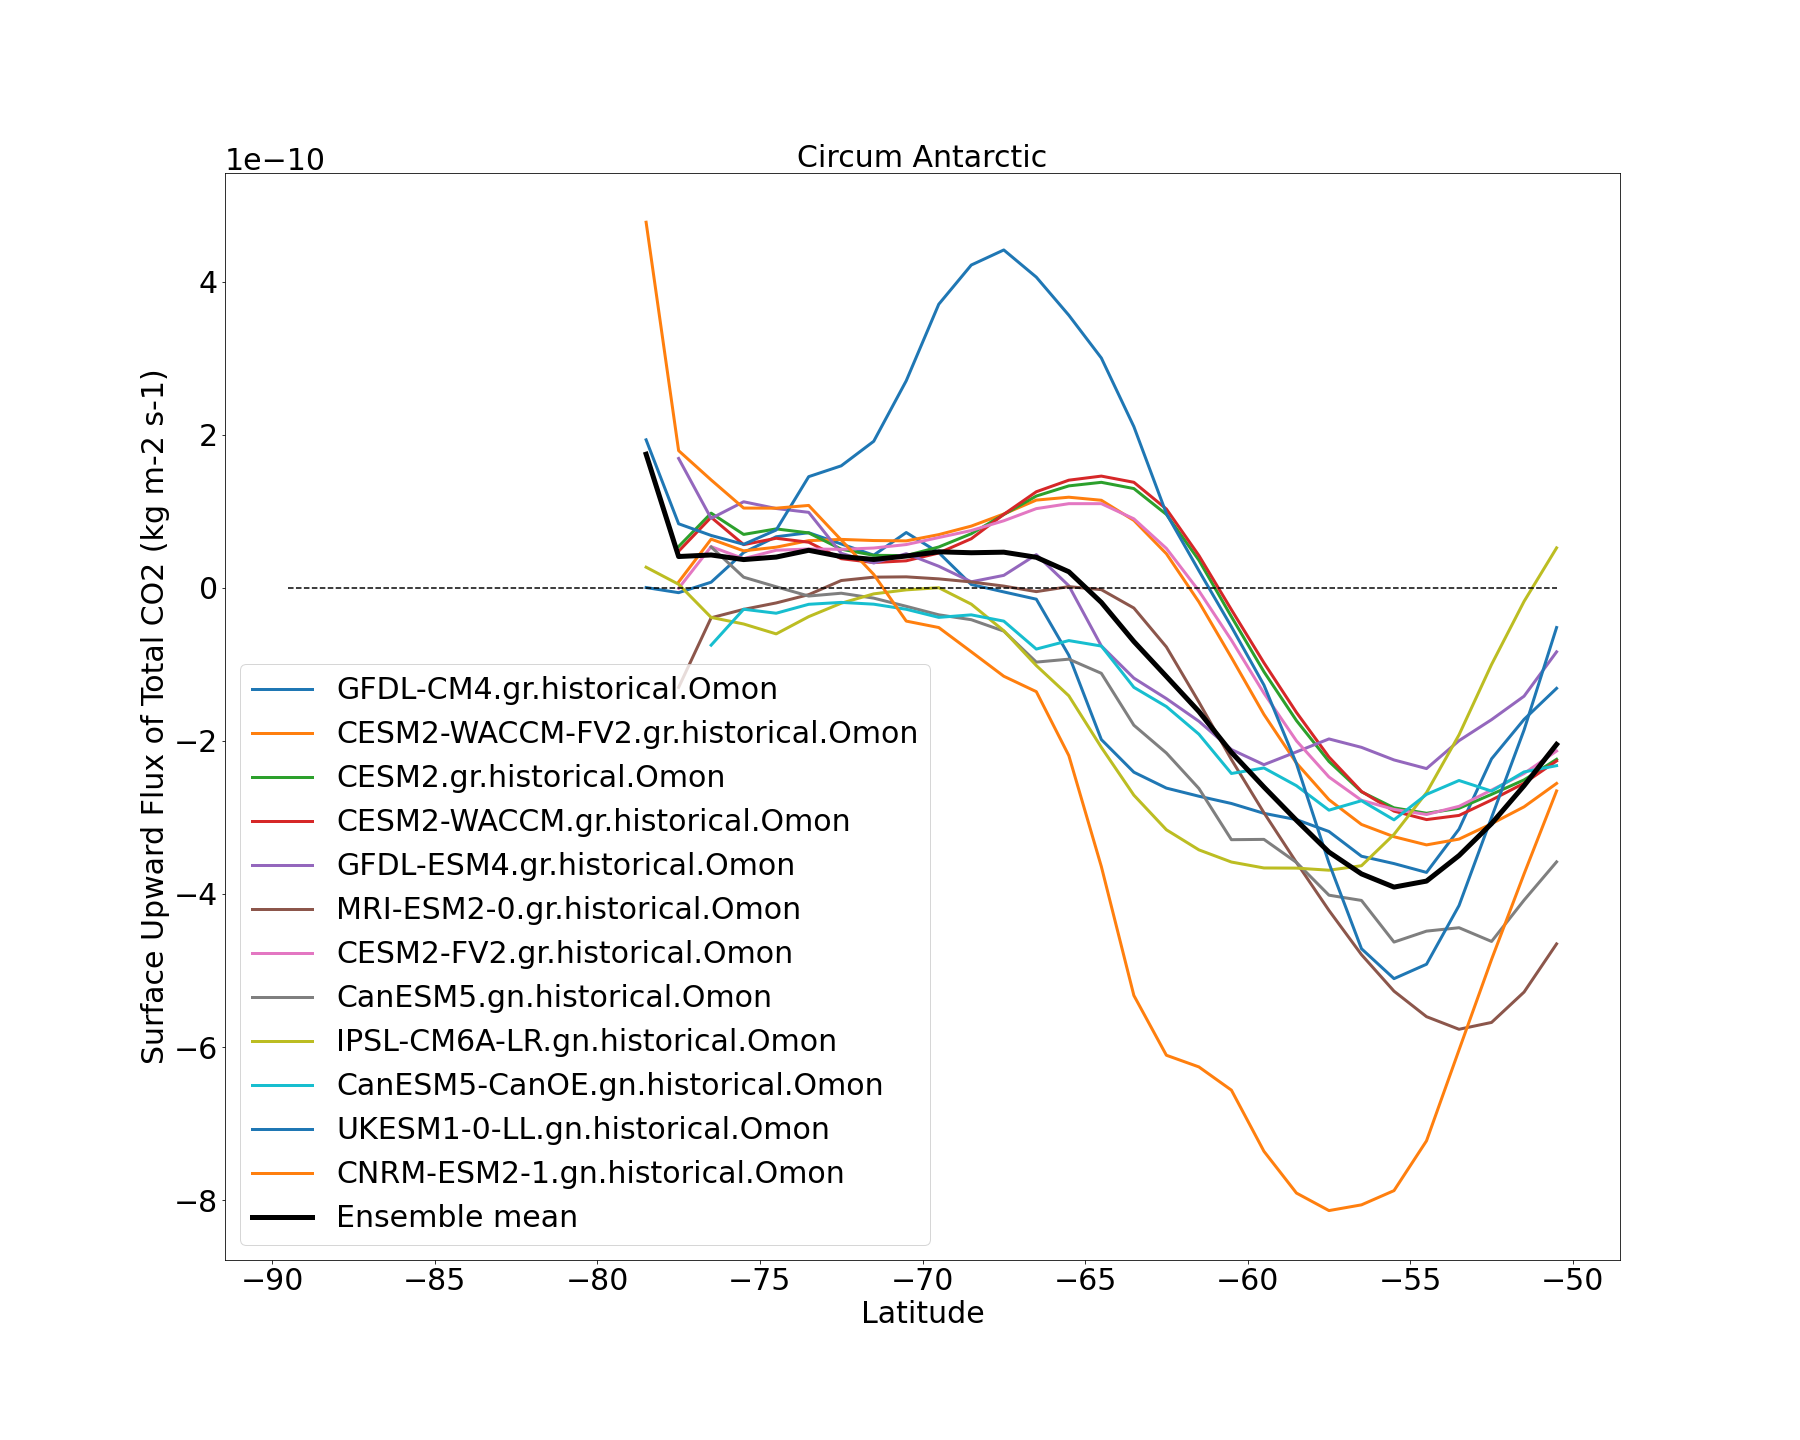 Circum Antarctic
1e−10
4
2
0
−2
−4
−6
−8
Surface Upward Flux of Total CO2 (kg m-2 s-1)
GFDL-CM4.gr.historical.Omon
CESM2-WACCM-FV2.gr.historical.Omon
CESM2.gr.historical.Omon
CESM2-WACCM.gr.historical.Omon
GFDL-ESM4.gr.historical.Omon
MRI-ESM2-0.gr.historical.Omon
CESM2-FV2.gr.historical.Omon
CanESM5.gn.historical.Omon
IPSL-CM6A-LR.gn.historical.Omon
CanESM5-CanOE.gn.historical.Omon
UKESM1-0-LL.gn.historical.Omon
CNRM-ESM2-1.gn.historical.Omon
Ensemble mean
−90 −85 −80 −75 −70 −65 −60 −55 −50
Latitude